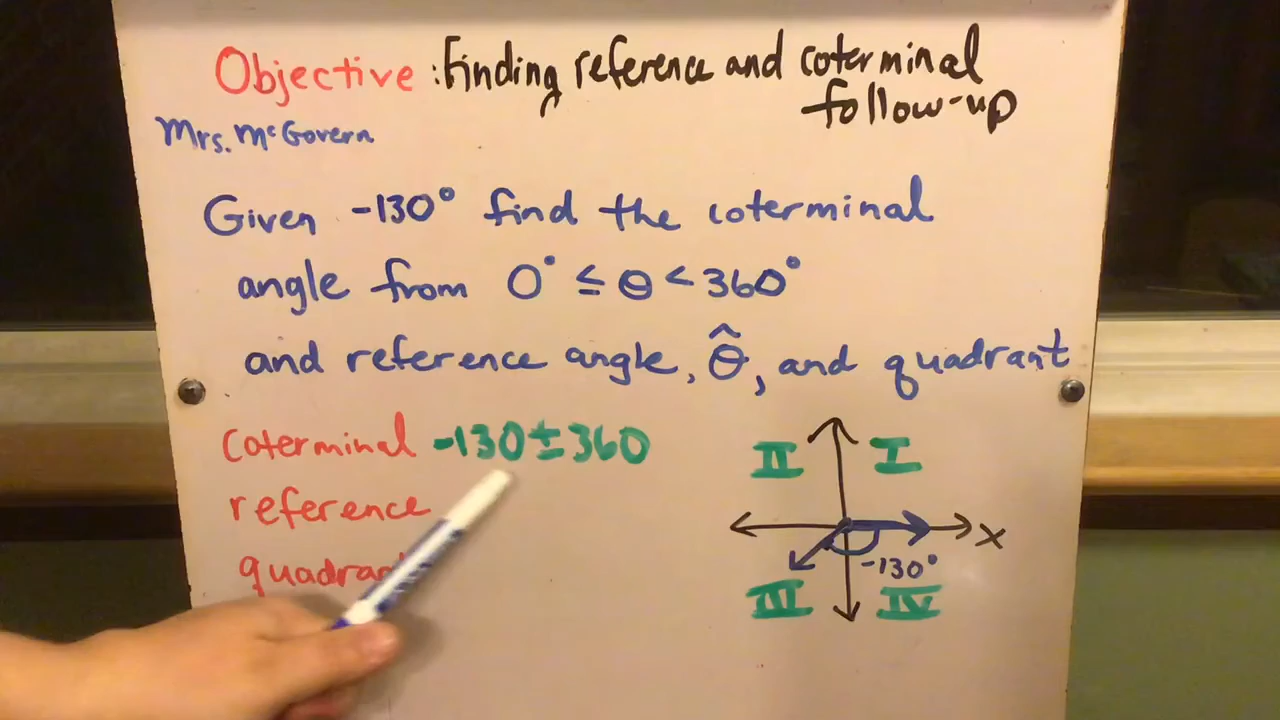 Objective: Finding reference and coterminal
follow-up
Mrs. McGovern
Given -130° find the coterminal
angle from 0° ≤ θ < 360°
and reference angle, θ̂, and quadrant
coterminal -130±360
reference
quadran
II I
x
-130°
III IV